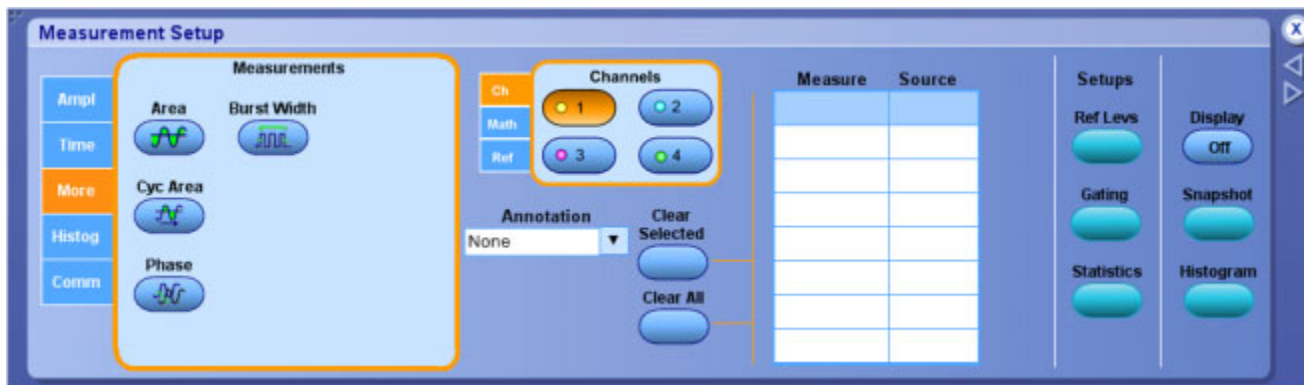 Measurement Setup
X
Ampl
Time
More
Histog
Comm
Measurements
Area
Burst Width
Cyc Area
Phase
Ch
Math
Ref
Channels
1
2
3
4
Annotation
None
Clear
Selected
Clear All
Measure
Source
Setups
Ref Levs
Gating
Statistics
Display
Off
Snapshot
Histogram